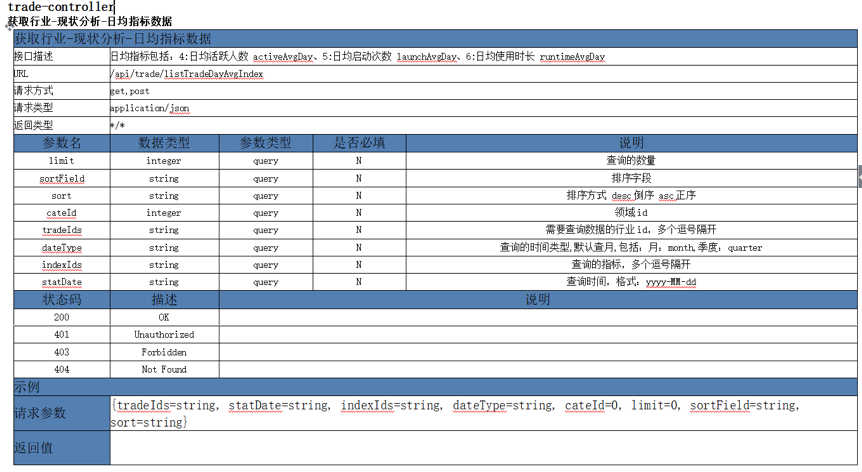 trade-controller
获取行业-现状分析-日均指标数据
获取行业-现状分析-日均指标数据
接口描述 日均指标包括：4:日均活跃人数 activeAvgDay、5:日均启动次数 launchAvgDay、6:日均使用时长 runtimeAvgDay
URL /api/trade/listTradeDayAvgIndex
请求方式 get,post
请求类型 application/json
返回类型 */*
参数名 数据类型 参数类型 是否必填 说明
limit integer query N 查询的数量
sortField string query N 排序字段
sort string query N 排序方式 desc 倒序 asc 正序
cateId integer query N 领域id
tradeIds string query N 需要查询数据的行业id，多个逗号隔开
dateType string query N 查询的时间类型,默认查月,包括：月：month,季度：quarter
indexIds string query N 查询的指标，多个逗号隔开
statDate string query N 查询时间，格式：yyyy-MM-dd
状态码 描述 说明
200 OK
401 Unauthorized
403 Forbidden
404 Not Found
示例
请求参数 {tradeIds=string, statDate=string, indexIds=string, dateType=string, cateId=0, limit=0, sortField=string,
sort=string}
返回值